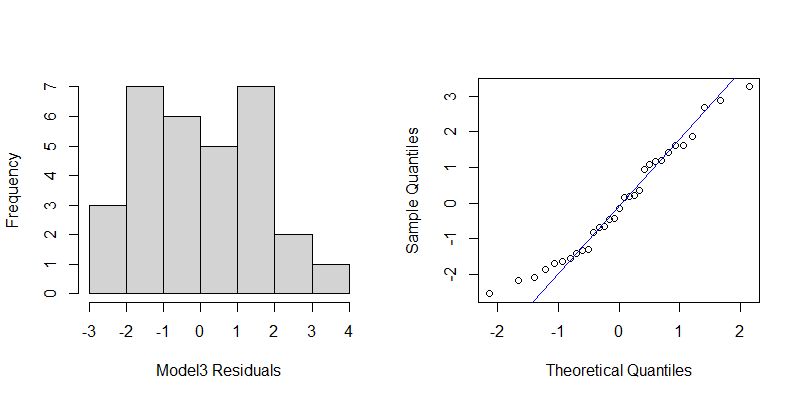 Frequency
0 1 2 3 4 5 6 7
-3 -2 -1 0 1 2 3 4
Model3 Residuals
Sample Quantiles
-2 -1 0 1 2 3
-2 -1 0 1 2
Theoretical Quantiles